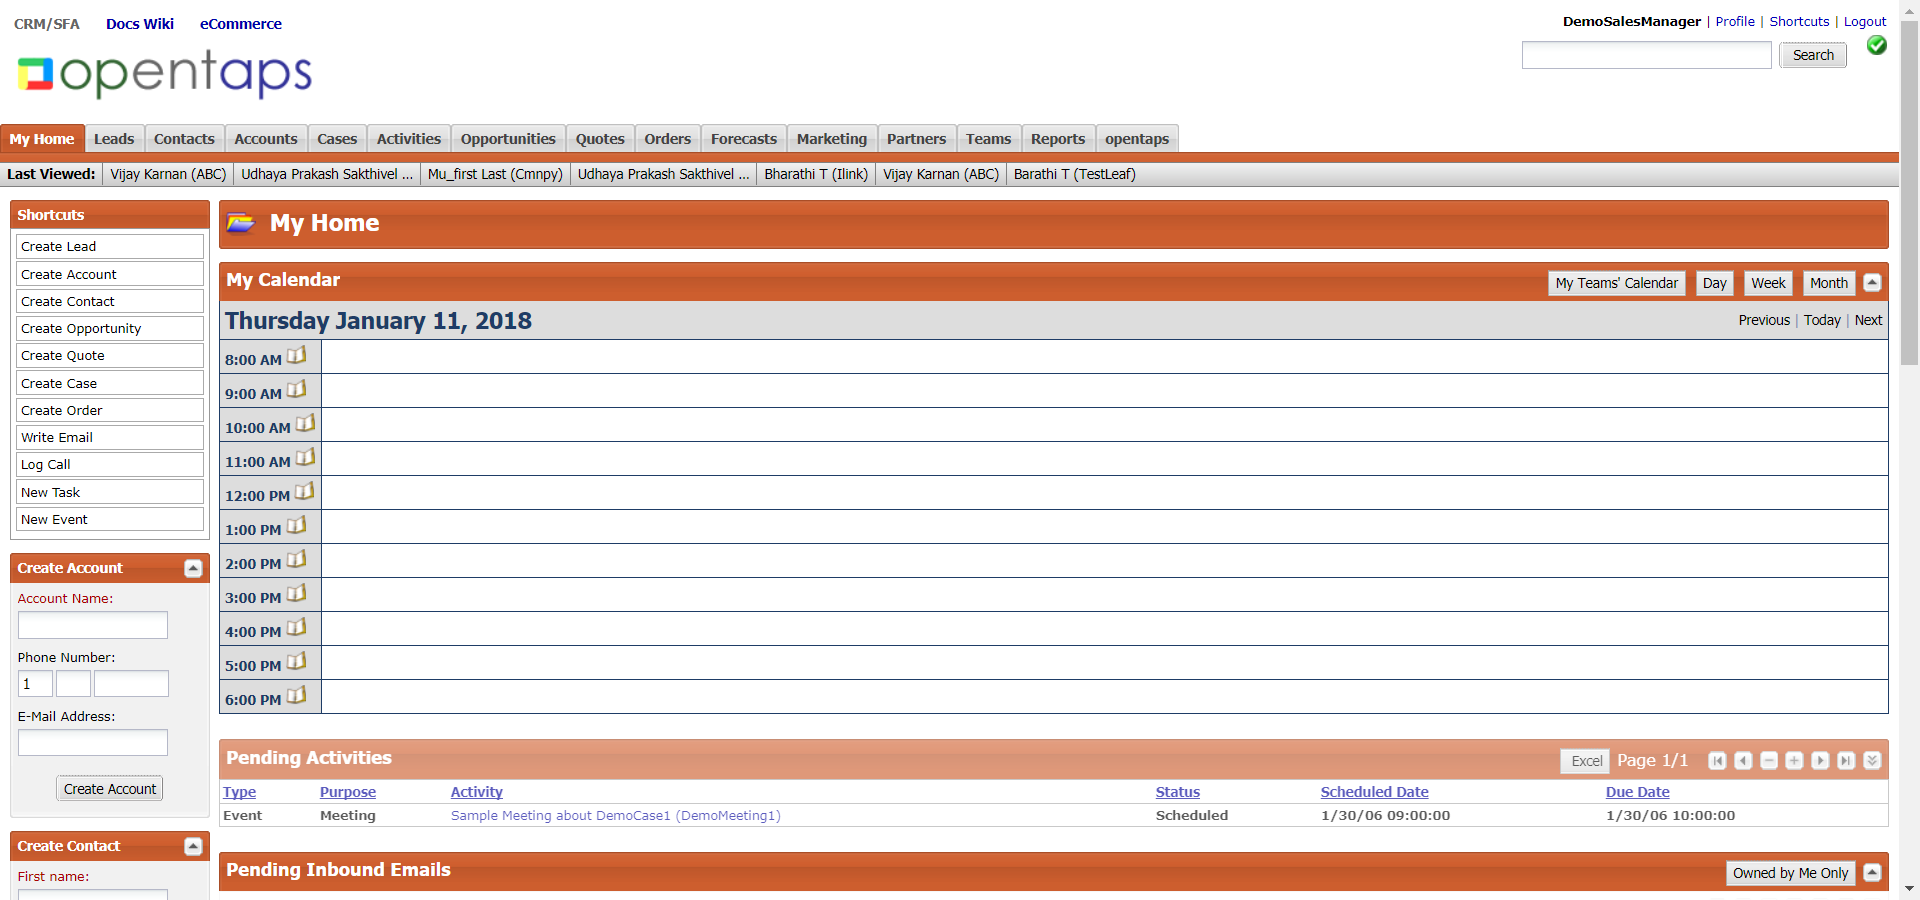 CRM/SFA Docs Wiki eCommerce
DemoSalesManager | Profile | Shortcuts | Logout
opentaps
Search
My Home Leads Contacts Accounts Cases Activities Opportunities Quotes Orders Forecasts Marketing Partners Teams Reports opentaps
Last Viewed: Vijay Karnan (ABC) Udhaya Prakash Sakthivel ... Mu_first Last (Cmnpy) Udhaya Prakash Sakthivel ... Bharathi T (Ilink) Vijay Karnan (ABC) Barathi T (TestLeaf)
Shortcuts
Create Lead
Create Account
Create Contact
Create Opportunity
Create Quote
Create Case
Create Order
Write Email
Log Call
New Task
New Event
Create Account
Account Name:
Phone Number:
1
E-Mail Address:
Create Account
Create Contact
First name:
My Home
My Calendar My Teams' Calendar Day Week Month
Thursday January 11, 2018 Previous | Today | Next
8:00 AM
9:00 AM
10:00 AM
11:00 AM
12:00 PM
1:00 PM
2:00 PM
3:00 PM
4:00 PM
5:00 PM
6:00 PM
Pending Activities Excel Page 1/1
Type Purpose Activity Status Scheduled Date Due Date
Event Meeting Sample Meeting about DemoCase1 (DemoMeeting1) Scheduled 1/30/06 09:00:00 1/30/06 10:00:00
Pending Inbound Emails Owned by Me Only